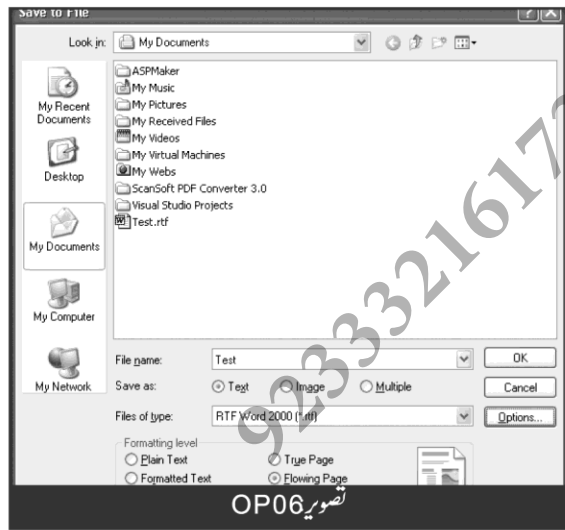 Save to File
Look in: My Documents
ASPMaker
My Music
My Pictures
My Received Files
My Videos
My Virtual Machines
My Webs
ScanSoft PDF Converter 3.0
Visual Studio Projects
Test.rtf
My Recent
Documents
Desktop
My Documents
My Computer
My Network
File name: Test OK
Save as: Text Image Multiple Cancel
Files of type: RTF Word 2000 (*.rtf) Options...
Formatting level
Plain Text True Page
Formatted Text Flowing Page
تصویر OP06
923332161